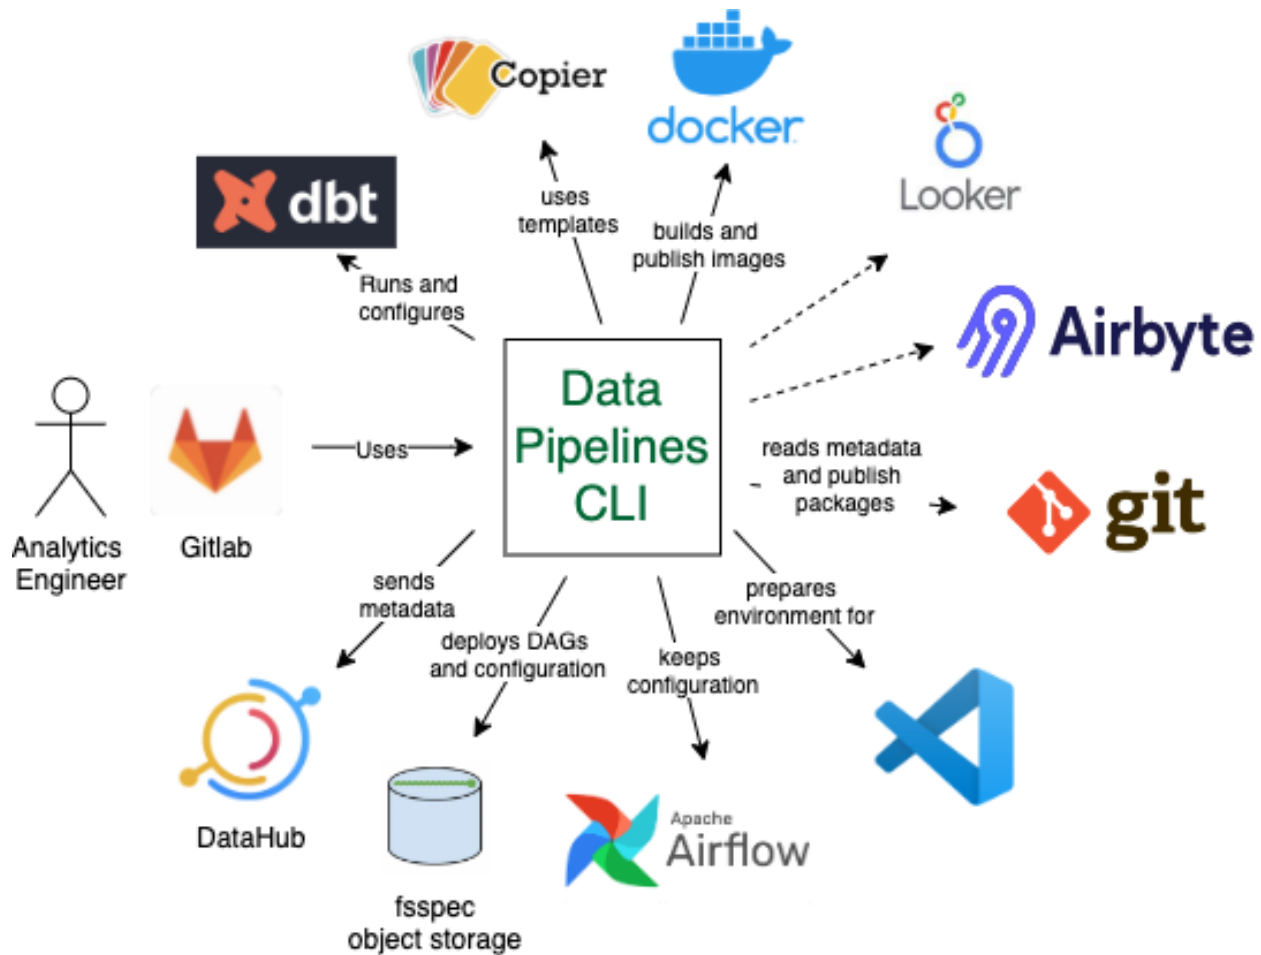 Copier
docker
Looker
dbt
uses
templates
builds and
publish images
Runs and
configures
Airbyte
Data
Pipelines
CLI
Uses
reads metadata
and publish
packages
git
Analytics
Engineer
Gitlab
sends
metadata
deploys DAGs
and configuration
keeps
configuration
prepares
environment for
DataHub
fsspec
object storage
Apache
Airflow